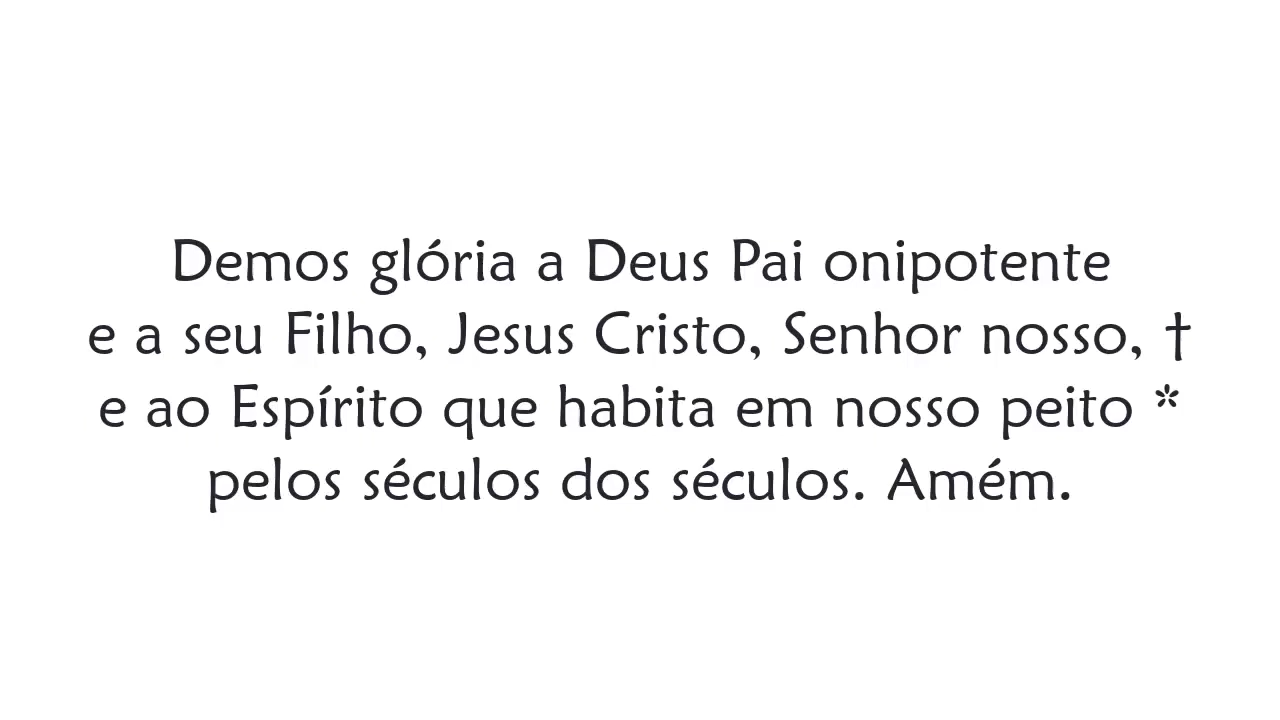 Demos glória a Deus Pai onipotente
e a seu Filho, Jesus Cristo, Senhor nosso, †
e ao Espírito que habita em nosso peito *
pelos séculos dos séculos. Amém.